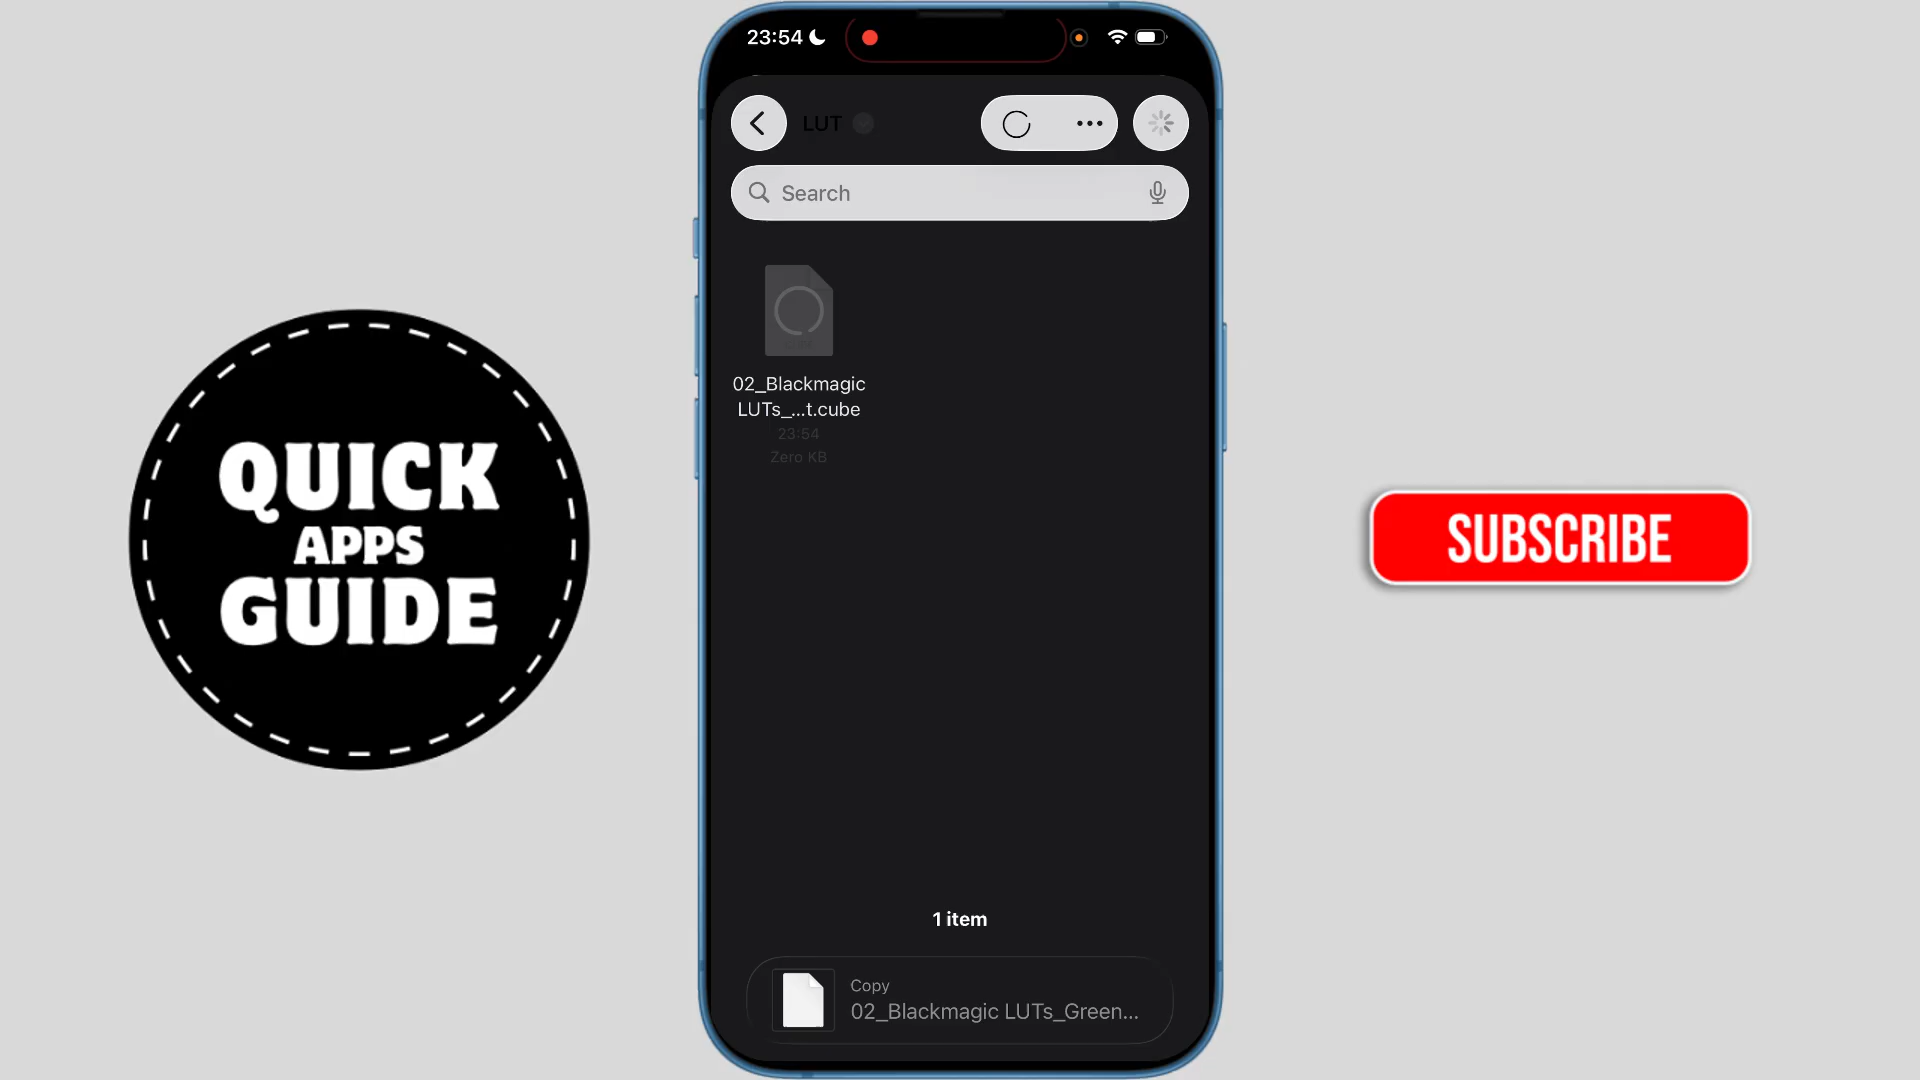 23:54
LUT
Search
02_Blackmagic
LUTs_...t.cube
23:54
Zero KB
1 item
Copy
02_Blackmagic LUTs_Green...
QUICK
APPS
GUIDE
SUBSCRIBE